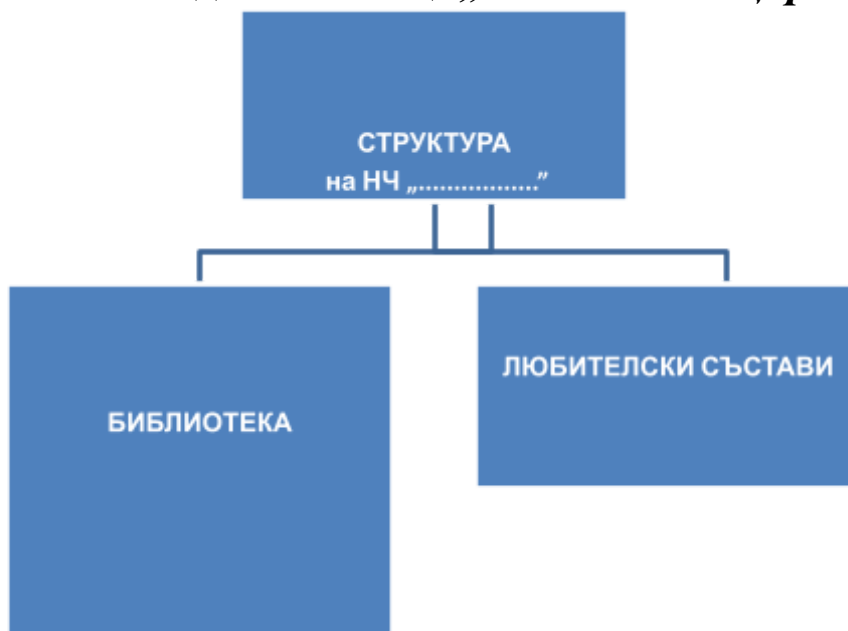 СТРУКТУРА
на НЧ „.................”
ЛЮБИТЕЛСКИ СЪСТАВИ
БИБЛИОТЕКА